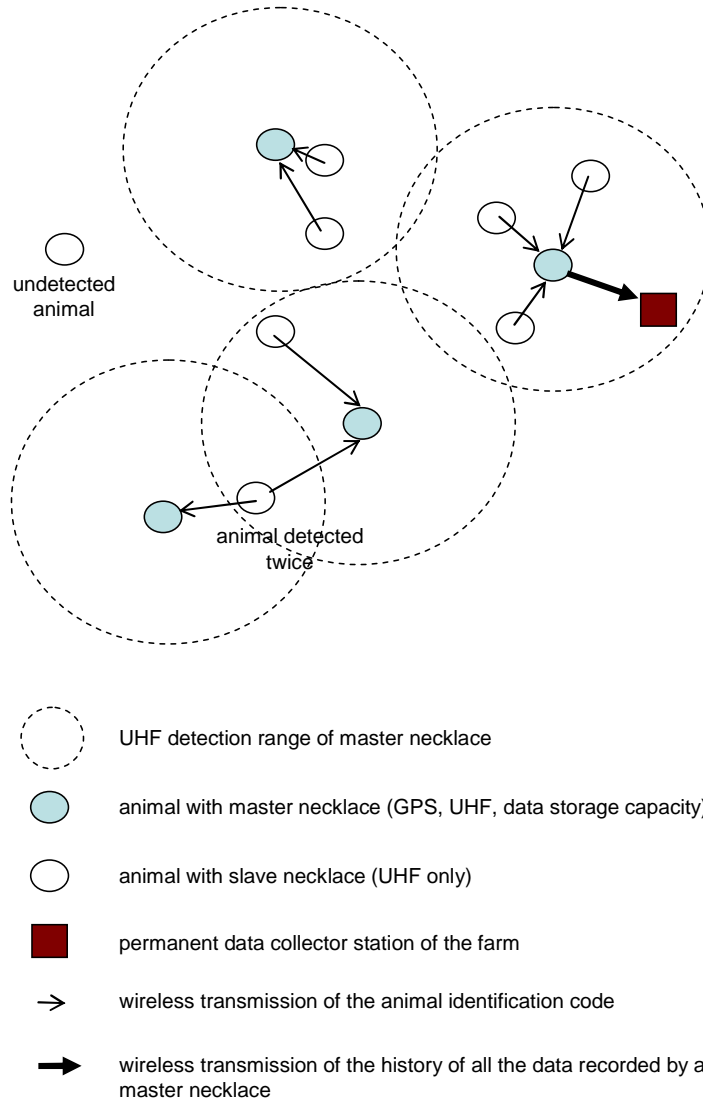 undetected
animal
animal detected
twice
UHF detection range of master necklace
animal with master necklace (GPS, UHF, data storage capacity)
animal with slave necklace (UHF only)
permanent data collector station of the farm
wireless transmission of the animal identification code
wireless transmission of the history of all the data recorded by a
master necklace